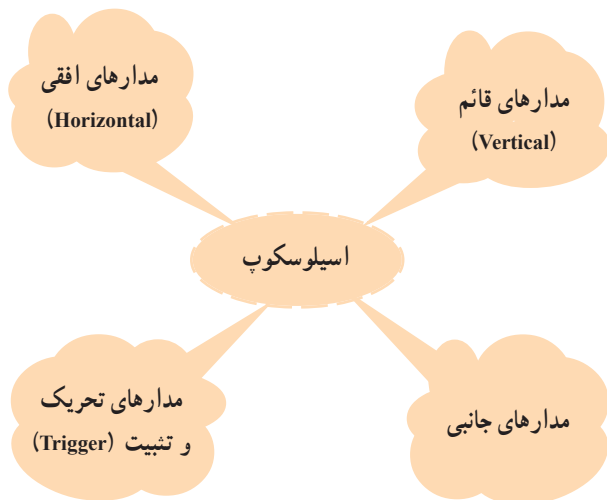 مدارهای قائم
(Vertical)
مدارهای افقی
(Horizontal)
اسیلوسکوپ
مدارهای جانبی
مدارهای تحریک
و تثبیت (Trigger)